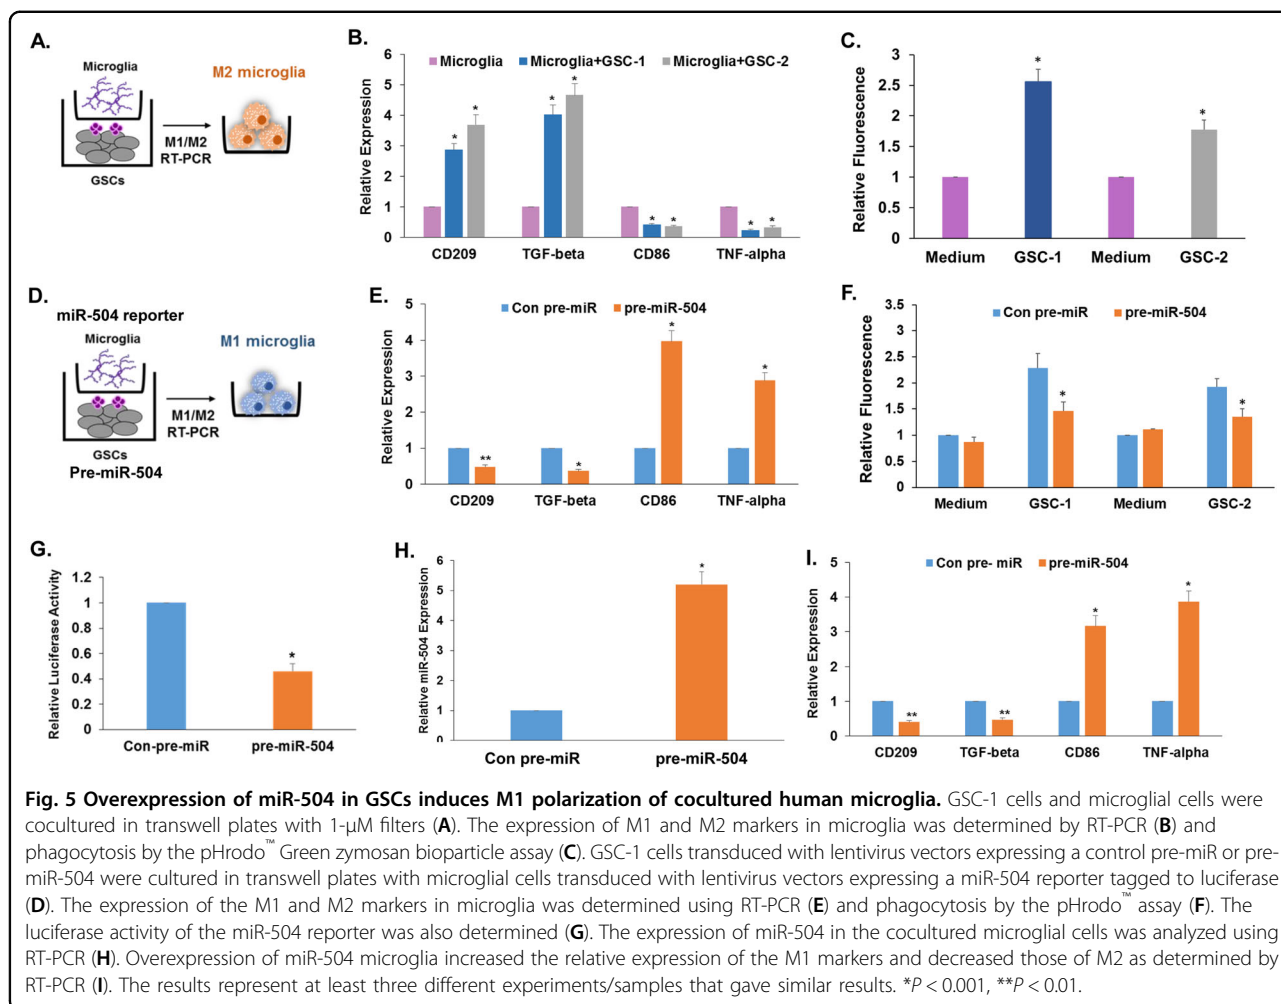 A.
Microglia
M2 microglia
M1/M2
RT-PCR
GSCs
B.
Relative Expression
6
5
4
3
2
1
0
Microglia
Microglia+GSC-1
Microglia+GSC-2
* *
* *
* *
* *
CD209 TGF-beta CD86 TNF-alpha
C.
Relative Fluorescence
3
2.5
2
1.5
1
0.5
0
*
*
Medium GSC-1 Medium GSC-2
D.
miR-504 reporter
Microglia
M1 microglia
M1/M2
RT-PCR
GSCs
Pre-miR-504
E.
Relative Expression
5
4
3
2
1
0
Con pre-miR pre-miR-504
**
*
*
*
CD209 TGF-beta CD86 TNF-alpha
F.
Relative Fluorescence
3.5
3
2.5
2
1.5
1
0.5
0
Con pre-miR pre-miR-504
*
*
Medium GSC-1 Medium GSC-2
G.
Relative Luciferase Activity
1.2
1
0.8
0.6
0.4
0.2
0
*
Con-pre-miR pre-miR-504
H.
Relative miR-504 Expression
6
5
4
3
2
1
0
*
Con pre-miR pre-miR-504
I.
Relative Expression
5
4
3
2
1
0
Con pre- miR pre-miR-504
**
**
*
*
CD209 TGF-beta CD86 TNF-alpha
Fig. 5 Overexpression of miR-504 in GSCs induces M1 polarization of cocultured human microglia. GSC-1 cells and microglial cells were
cocultured in transwell plates with 1-µM filters (A). The expression of M1 and M2 markers in microglia was determined by RT-PCR (B) and
phagocytosis by the pHrodo™ Green zymosan bioparticle assay (C). GSC-1 cells transduced with lentivirus vectors expressing a control pre-miR or pre-
miR-504 were cultured in transwell plates with microglial cells transduced with lentivirus vectors expressing a miR-504 reporter tagged to luciferase
(D). The expression of the M1 and M2 markers in microglia was determined using RT-PCR (E) and phagocytosis by the pHrodo™ assay (F). The
luciferase activity of the miR-504 reporter was also determined (G). The expression of miR-504 in the cocultured microglial cells was analyzed using
RT-PCR (H). Overexpression of miR-504 microglia increased the relative expression of the M1 markers and decreased those of M2 as determined by
RT-PCR (I). The results represent at least three different experiments/samples that gave similar results. *P < 0.001, **P < 0.01.